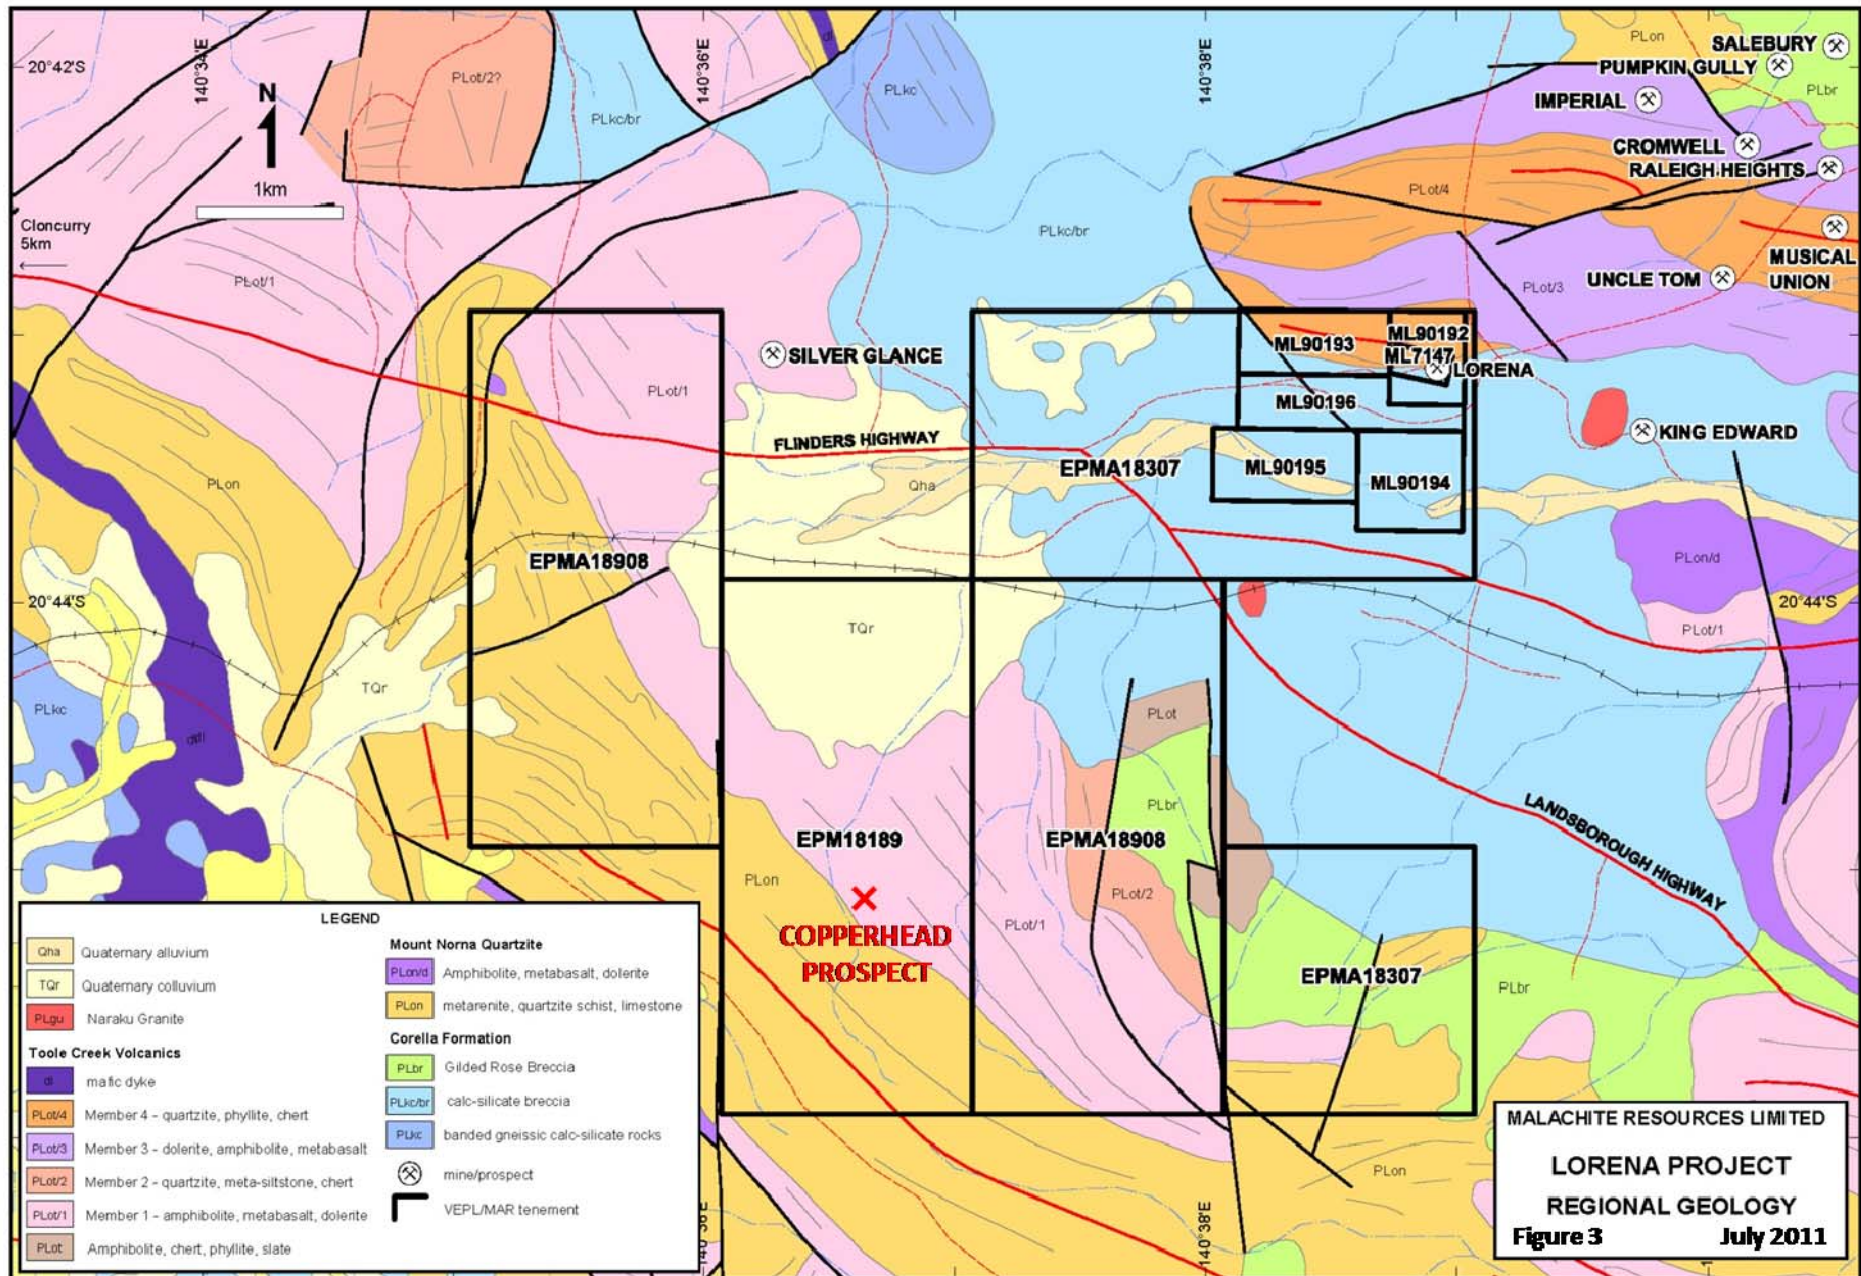 140°34'E
140°36'E
140°38'E
20°42'S
N
1km
Cloncurry
5km
PLot/2?
PLkc/br
dl
PLkc
PLon
SALEBURY
PUMPKIN GULLY
PLbr
IMPERIAL
CROMWELL
RALEIGH HEIGHTS
PLot/4
PLkc/br
MUSICAL
UNION
UNCLE TOM
PLot/3
PLot/1
SILVER GLANCE
ML90193
ML90192
ML7147
LORENA
PLot/1
ML90196
FLINDERS HIGHWAY
KING EDWARD
PLon
Qha
EPMA18307
ML90195
ML90194
EPMA18908
PLon/d
20°44'S
20°44'S
TQr
PLot/1
TQr
PLkc
PLot
PLbr
LANDSBOROUGH HIGHWAY
EPM18189
EPMA18908
PLon
PLot/2
COPPERHEAD
PROSPECT
PLot/1
EPMA18307
PLbr
PLon
140°38'E
LEGEND
Qha Quaternary alluvium
TQr Quaternary colluvium
PLgu Naraku Granite
Toole Creek Volcanics
dl mafic dyke
PLot/4 Member 4 – quartzite, phyllite, chert
PLot/3 Member 3 – dolerite, amphibolite, metabasalt
PLot/2 Member 2 – quartzite, meta-siltstone, chert
PLot/1 Member 1 – amphibolite, metabasalt, dolerite
PLot Amphibolite, chert, phyllite, slate
Mount Norna Quartziite
PLon/d Amphibolite, metabasalt, dollerite
PLon metarenite, quartzite schist, limestone
Corella Formation
PLbr Gilded Rose Breccia
PLkc/br calc-silicate breccia
PLkc banded gneissic calc-silicate rocks
mine/prospect
VEPL/MAR tenement
MALACHITE RESOURCES LIMITED
LORENA PROJECT
REGIONAL GEOLOGY
Figure 3 July 2011